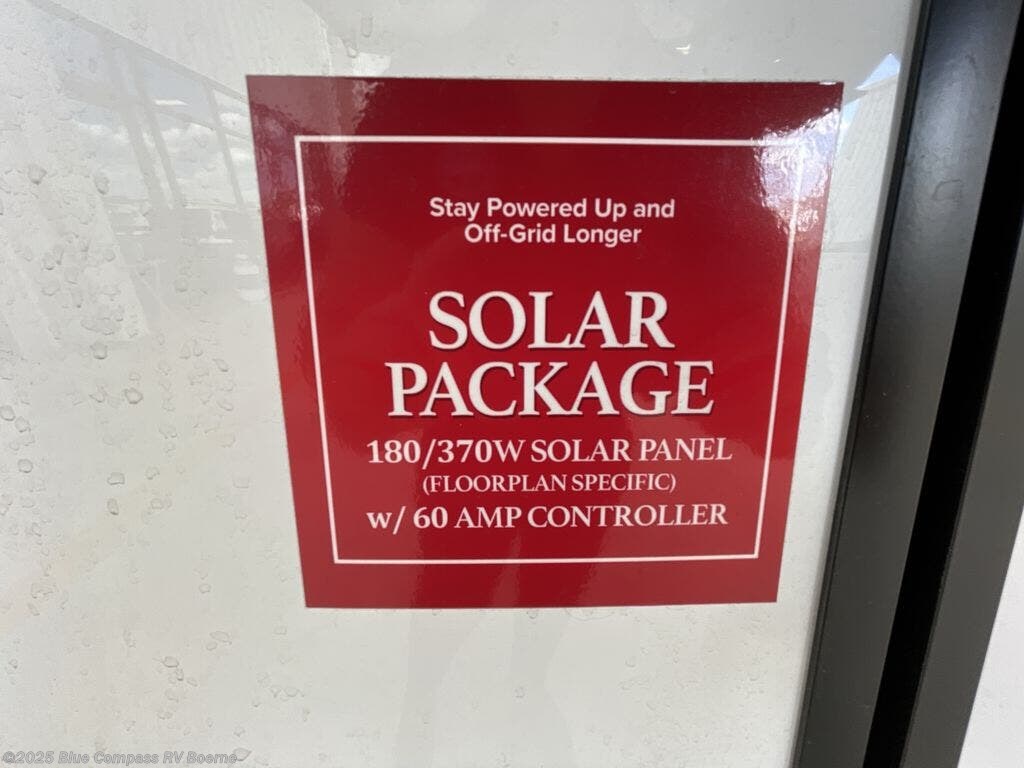 Stay Powered Up and
Off-Grid Longer
SOLAR
PACKAGE
180/370W SOLAR PANEL
(FLOORPLAN SPECIFIC)
w/ 60 AMP CONTROLLER
©2025 Blue Compass RV Boerne